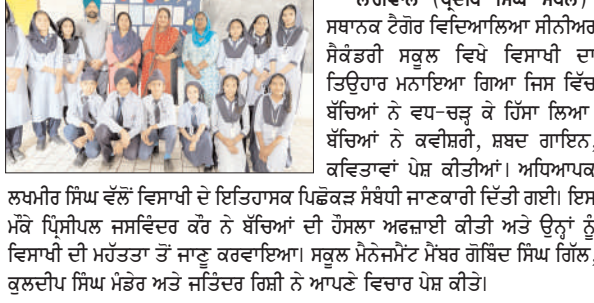 ਸਥਾਨਕ ਟੈਗੋਰ ਵਿਦਿਆਲਿਆ ਸੀਨੀਅਰ
ਸੈਕੰਡਰੀ ਸਕੂਲ ਵਿਖੇ ਵਿਸਾਖੀ ਦਾ
ਤਿਉਹਾਰ ਮਨਾਇਆ ਗਿਆ ਜਿਸ ਵਿੱਚ
ਬੱਚਿਆਂ ਨੇ ਵਧ-ਚੜ੍ਹ ਕੇ ਹਿੱਸਾ ਲਿਆ
ਬੱਚਿਆਂ ਨੇ ਕਵੀਸ਼ਰੀ, ਸ਼ਬਦ ਗਾਇਨ,
ਕਵਿਤਾਵਾਂ ਪੇਸ਼ ਕੀਤੀਆਂ। ਅਧਿਆਪਕ
ਲਖਮੀਰ ਸਿੰਘ ਵੱਲੋਂ ਵਿਸਾਖੀ ਦੇ ਇਤਿਹਾਸਕ ਪਿਛੋਕੜ ਸੰਬੰਧੀ ਜਾਣਕਾਰੀ ਦਿੱਤੀ ਗਈ। ਇਸ
ਮੌਕੇ ਪ੍ਰਿੰਸੀਪਲ ਜਸਵਿੰਦਰ ਕੌਰ ਨੇ ਬੱਚਿਆਂ ਦੀ ਹੌਸਲਾ ਅਫਜ਼ਾਈ ਕੀਤੀ ਅਤੇ ਉਨ੍ਹਾਂ ਨੂੰ
ਵਿਸਾਖੀ ਦੀ ਮਹੱਤਤਾ ਤੋਂ ਜਾਣੂ ਕਰਵਾਇਆ। ਸਕੂਲ ਮੈਨੇਜਮੈਂਟ ਮੈਂਬਰ ਗੋਬਿੰਦ ਸਿੰਘ ਗਿੱਲ,
ਕੁਲਦੀਪ ਸਿੰਘ ਮੰਡੇਰ ਅਤੇ ਜਤਿੰਦਰ ਰਿਸ਼ੀ ਨੇ ਆਪਣੇ ਵਿਚਾਰ ਪੇਸ਼ ਕੀਤੇ।